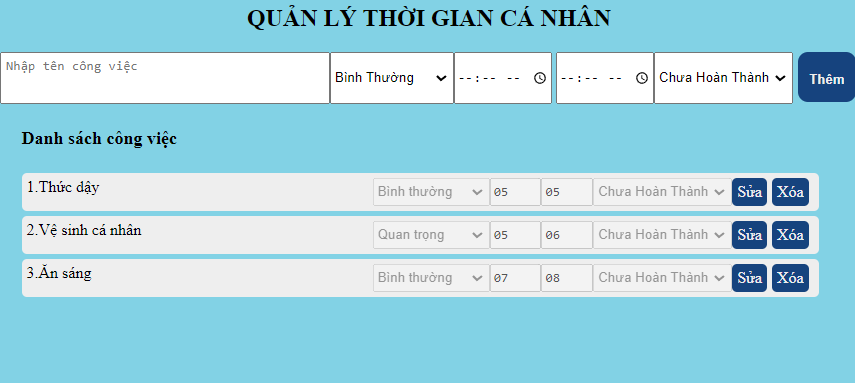 QUẢN LÝ THỜI GIAN CÁ NHÂN
Nhập tên công việc Bình Thường --:-- -- --:-- -- Chưa Hoàn Thành Thêm
Danh sách công việc
1.Thức dậy Bình thường 05 05 Chưa Hoàn Thành Sửa Xóa
2.Vệ sinh cá nhân Quan trọng 05 06 Chưa Hoàn Thành Sửa Xóa
3.Ăn sáng Bình thường 07 08 Chưa Hoàn Thành Sửa Xóa